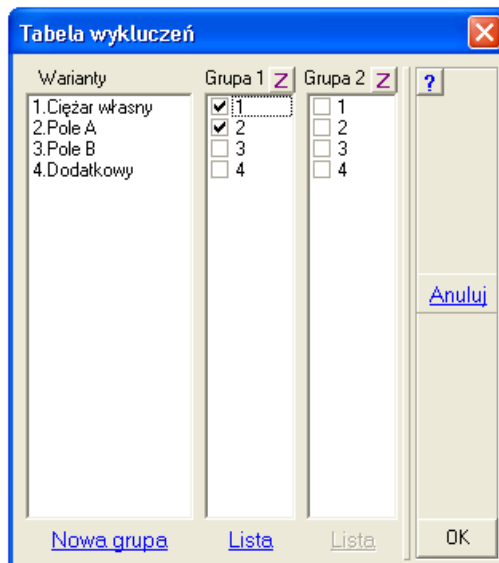 Tabela wykluczeń
Warianty Grupa 1 Z Grupa 2 Z ?
1.Ciężar własny 1 1
2.Pole A 2 2
3.Pole B 3 3
4.Dodatkowy 4 4
Anuluj
Nowa grupa Lista Lista OK